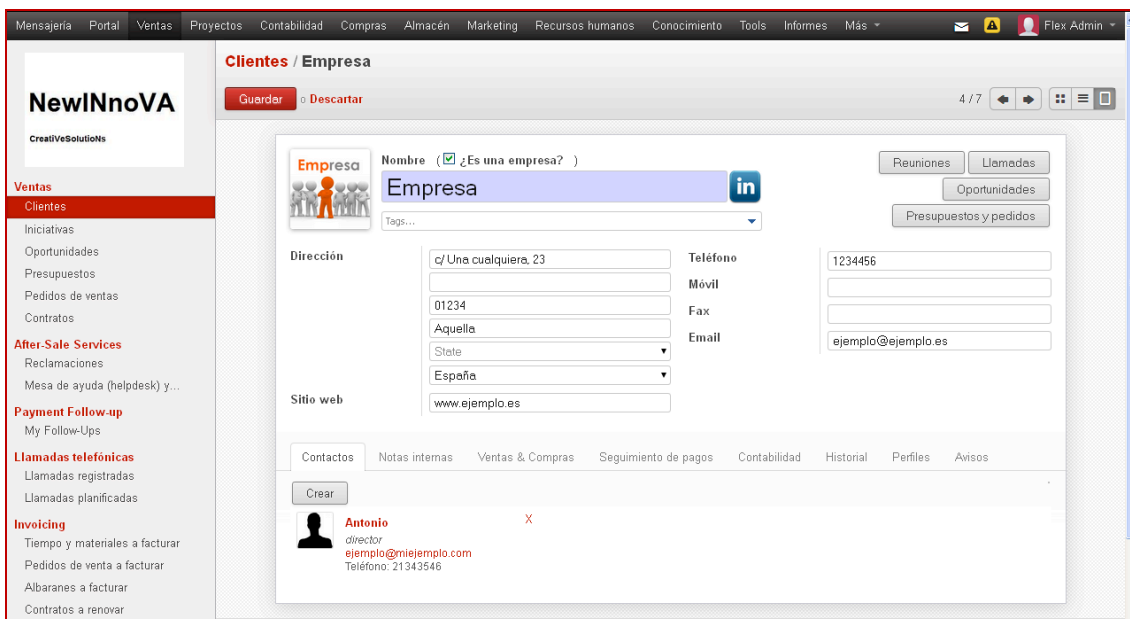 Mensajería Portal Ventas Proyectos Contabilidad Compras Almacén Marketing Recursos humanos Conocimiento Tools Informes Más Flex Admin
NewINnoVA
CreatiVeSolutioNs
Ventas
Clientes
Iniciativas
Oportunidades
Presupuestos
Pedidos de ventas
Contratos
After-Sale Services
Reclamaciones
Mesa de ayuda (helpdesk) y...
Payment Follow-up
My Follow-Ups
Llamadas telefónicas
Llamadas registradas
Llamadas planificadas
Invoicing
Tiempo y materiales a facturar
Pedidos de venta a facturar
Albaranes a facturar
Contratos a renovar
Clientes / Empresa
Guardar o Descartar
4 / 7
Empresa
Nombre ( ¿Es una empresa? )
Empresa
in
Tags...
Reuniones Llamadas
Oportunidades
Presupuestos y pedidos
Dirección
c/ Una cualquiera, 23
01234
Aquella
State
España
Sitio web www.ejemplo.es
Teléfono 1234456
Móvil
Fax
Email ejemplo@ejemplo.es
Contactos Notas internas Ventas & Compras Seguimiento de pagos Contabilidad Historial Perfiles Avisos
Crear
Antonio X
director
ejemplo@miejemplo.com
Teléfono: 21343546